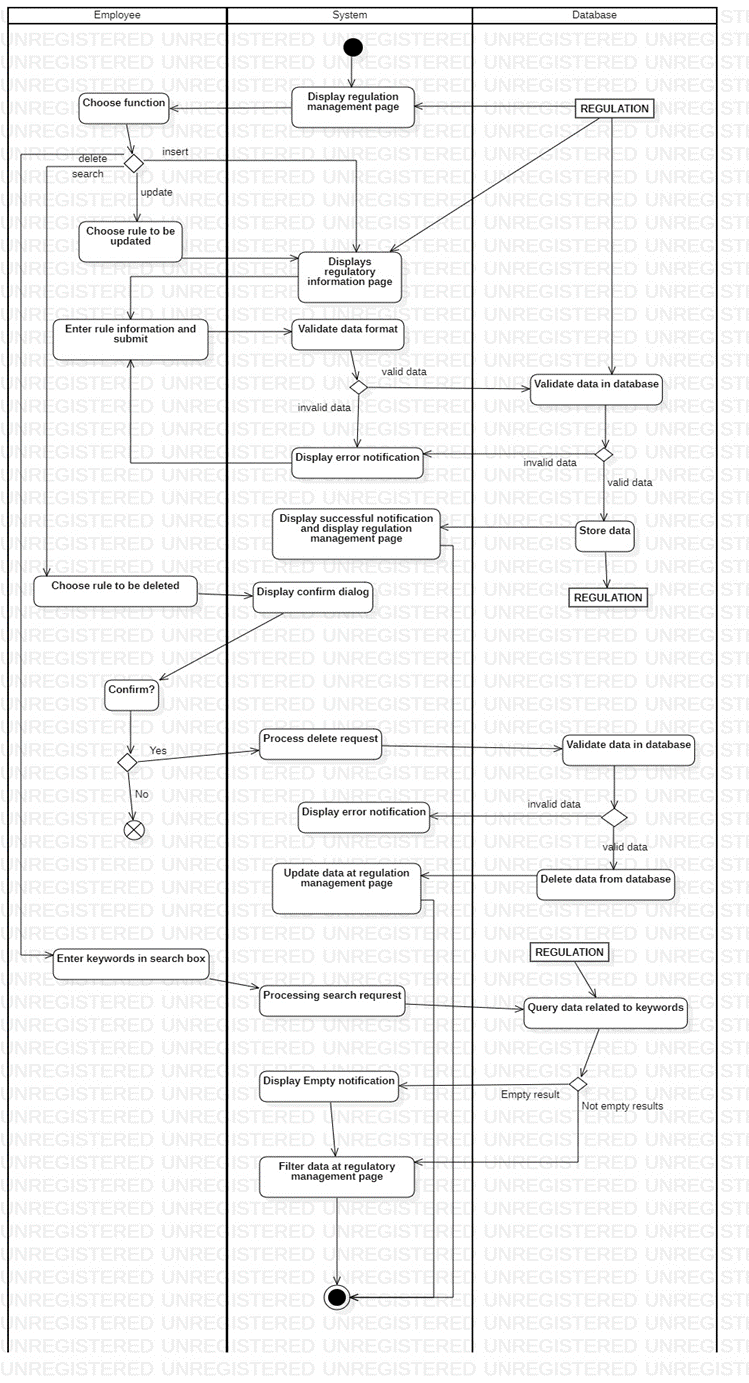 Employee
System
Database
Choose function
Display regulation
management page
REGULATION
delete
insert
search
update
Choose rule to be
updated
Displays
regulatory
information page
Enter rule information and
submit
Validate data format
valid data
Validate data in database
invalid data
Display error notification
invalid data
valid data
Display successful notification
and display regulation
management page
Store data
Choose rule to be deleted
Display confirm dialog
REGULATION
Confirm?
Yes
Process delete request
Validate data in database
No
Display error notification
invalid data
valid data
Update data at regulation
management page
Delete data from database
Enter keywords in search box
REGULATION
Processing search requrest
Query data related to keywords
Display Empty notification
Empty result
Not empty results
Filter data at regulatory
management page
UNREGISTERED